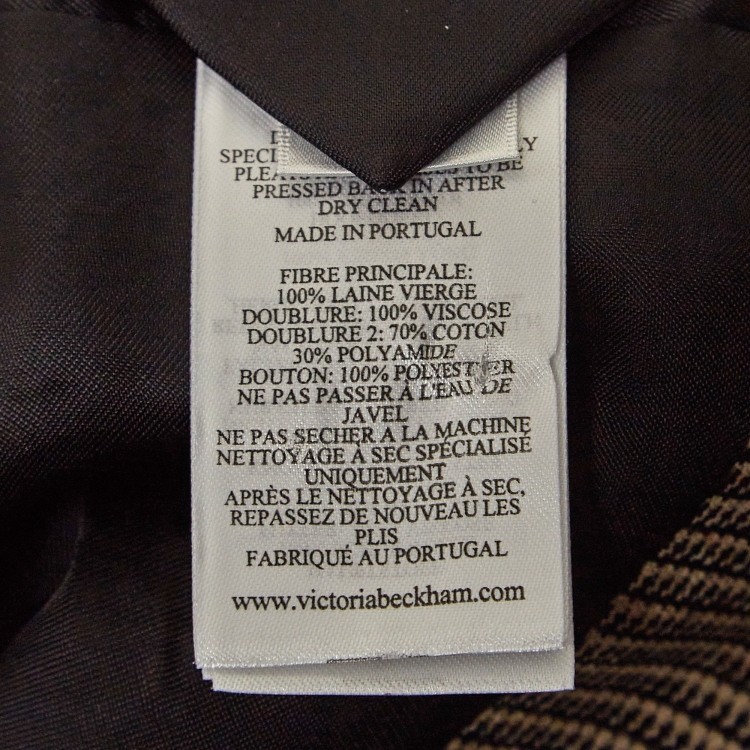 PRESSED BACK IN AFTER
DRY CLEAN
MADE IN PORTUGAL
FIBRE PRINCIPALE:
100% LAINE VIERGE
DOUBLURE: 100% VISCOSE
DOUBLURE 2: 70% COTON
30% POLYAMIDE
BOUTON: 100% POLYESTER
NE PAS PASSER À L'EAU DE
JAVEL
NE PAS SECHER A LA MACHINE
NETTOYAGE À SEC SPÉCIALISÉ
UNIQUEMENT
APRÈS LE NETTOYAGE À SEC,
REPASSEZ DE NOUVEAU LES
PLIS
FABRIQUÉ AU PORTUGAL
www.victoriabeckham.com